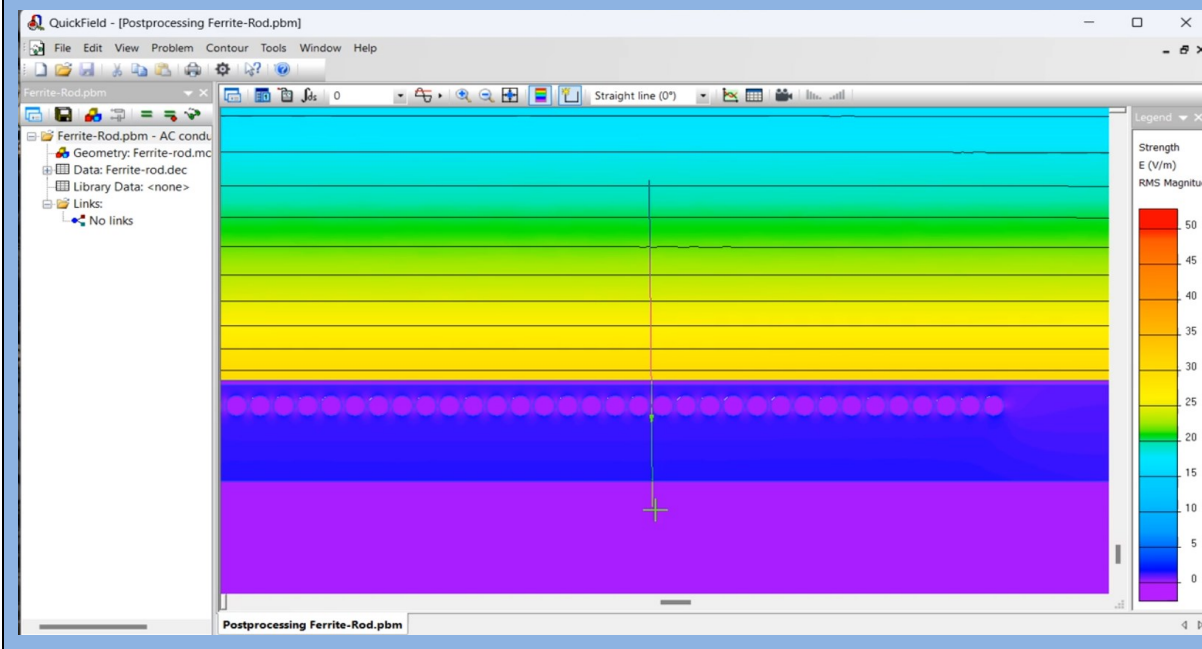 QuickField - [Postprocessing Ferrite-Rod.pbm]
File Edit View Problem Contour Tools Window Help
Ferrite-Rod.pbm
0
Straight line (0°)
Legend
Ferrite-Rod.pbm - AC condu
Geometry: Ferrite-rod.mc
Data: Ferrite-rod.dec
Library Data: <none>
Links:
No links
Strength
E (V/m)
RMS Magnitu
50
45
40
35
30
25
20
15
10
5
0
Postprocessing Ferrite-Rod.pbm